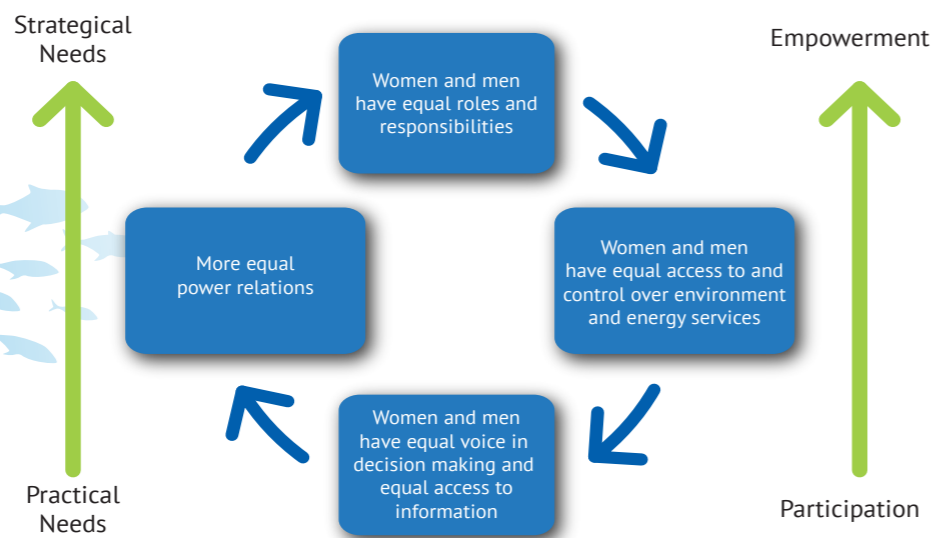 Strategical
Needs
Empowerment
Women and men
have equal roles and
responsibilities
More equal
power relations
Women and men
have equal access to and
control over environment
and energy services
Women and men
have equal voice in
decision making and
equal access to
information
Practical
Needs
Participation